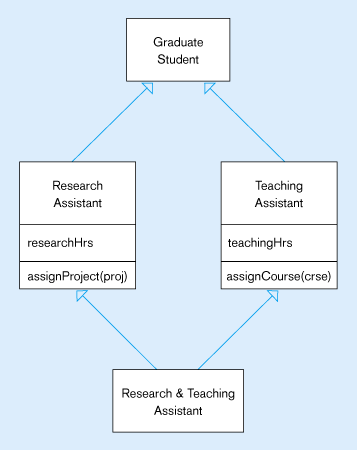 Graduate
Student
Research
Assistant
researchHrs
assignProject(proj)
Teaching
Assistant
teachingHrs
assignCourse(crse)
Research & Teaching
Assistant